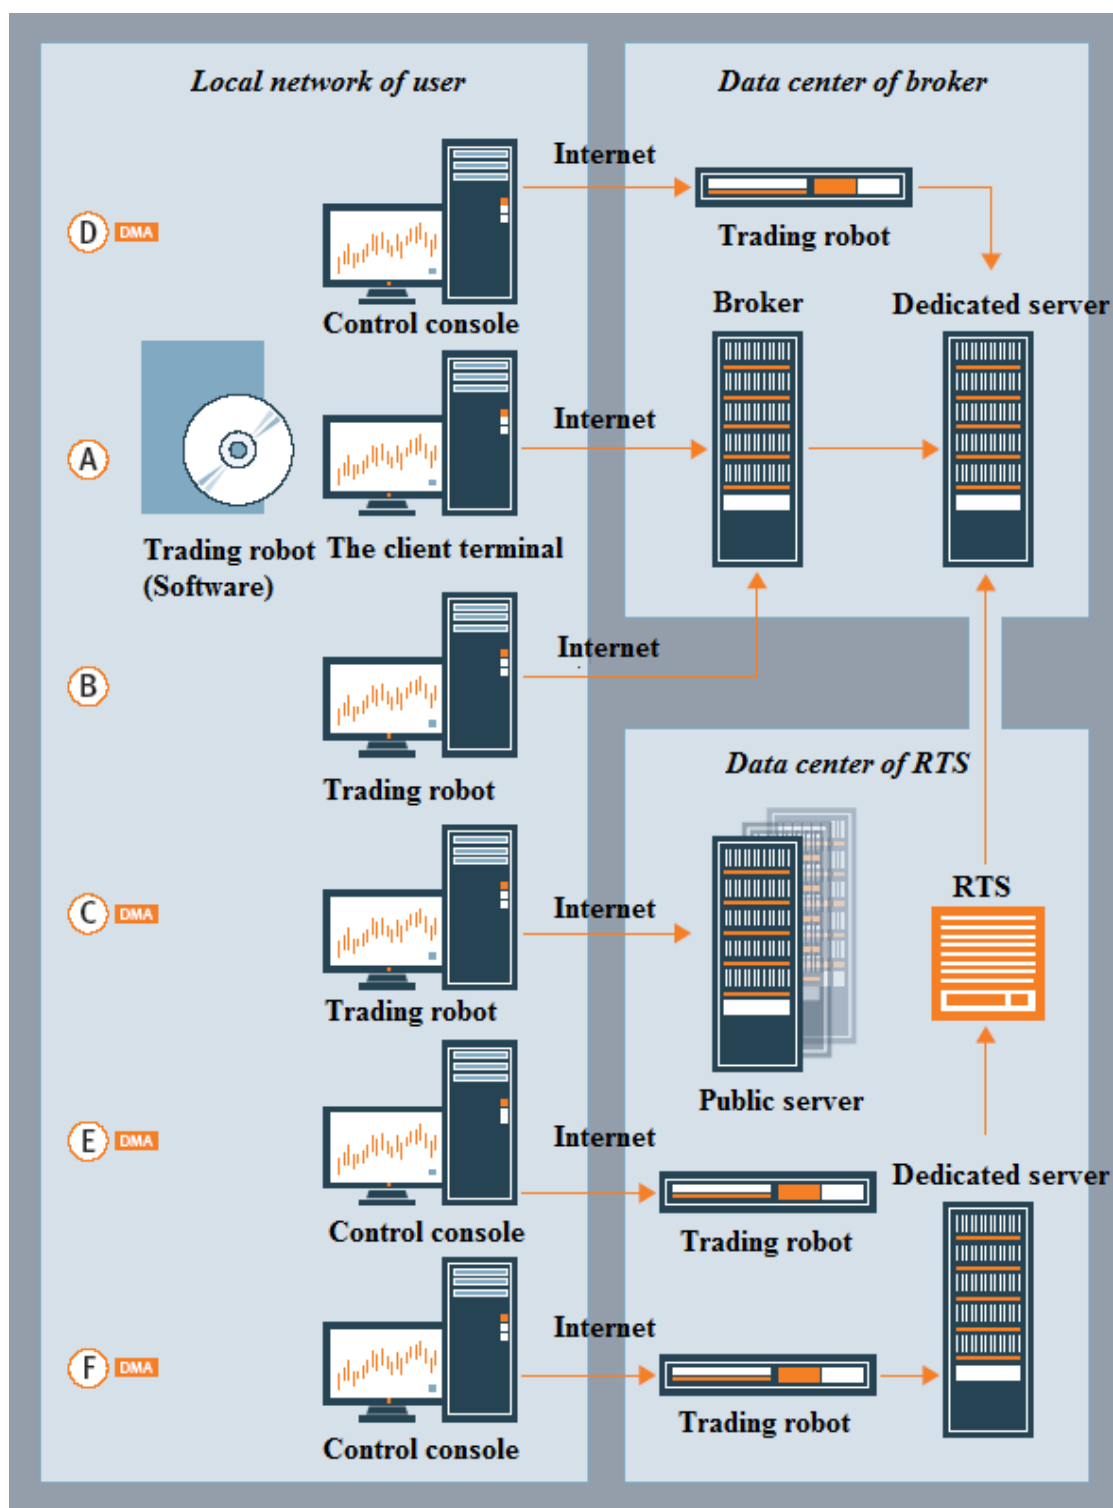 Local network of user
Data center of broker
Internet
D DMA
Trading robot
Control console
Broker
Dedicated server
A
Internet
Trading robot
(Software)
The client terminal
B
Internet
Trading robot
Data center of RTS
C DMA
Internet
RTS
Trading robot
Public server
E DMA
Internet
Dedicated server
Control console
Trading robot
F DMA
Internet
Trading robot
Control console